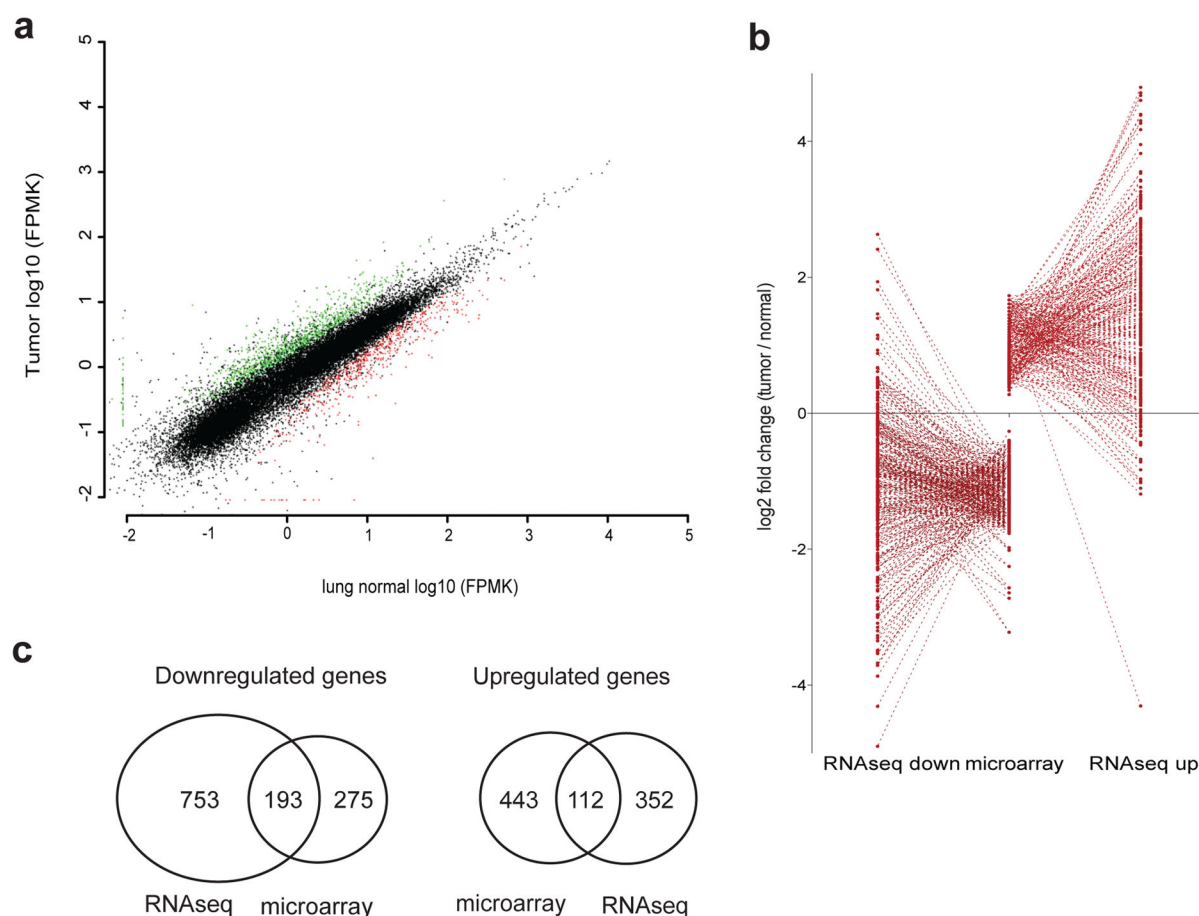 a
5
4
3
2
1
0
-1
-2
Tumor log10 (FPMK)
-2 -1 0 1 2 3 4 5
lung normal log10 (FPMK)
b
4
2
0
-2
-4
log2 fold change (tumor / normal)
RNAseq down microarray RNAseq up
c
Downregulated genes
753 193 275
RNAseq microarray
Upregulated genes
443 112 352
microarray RNAseq